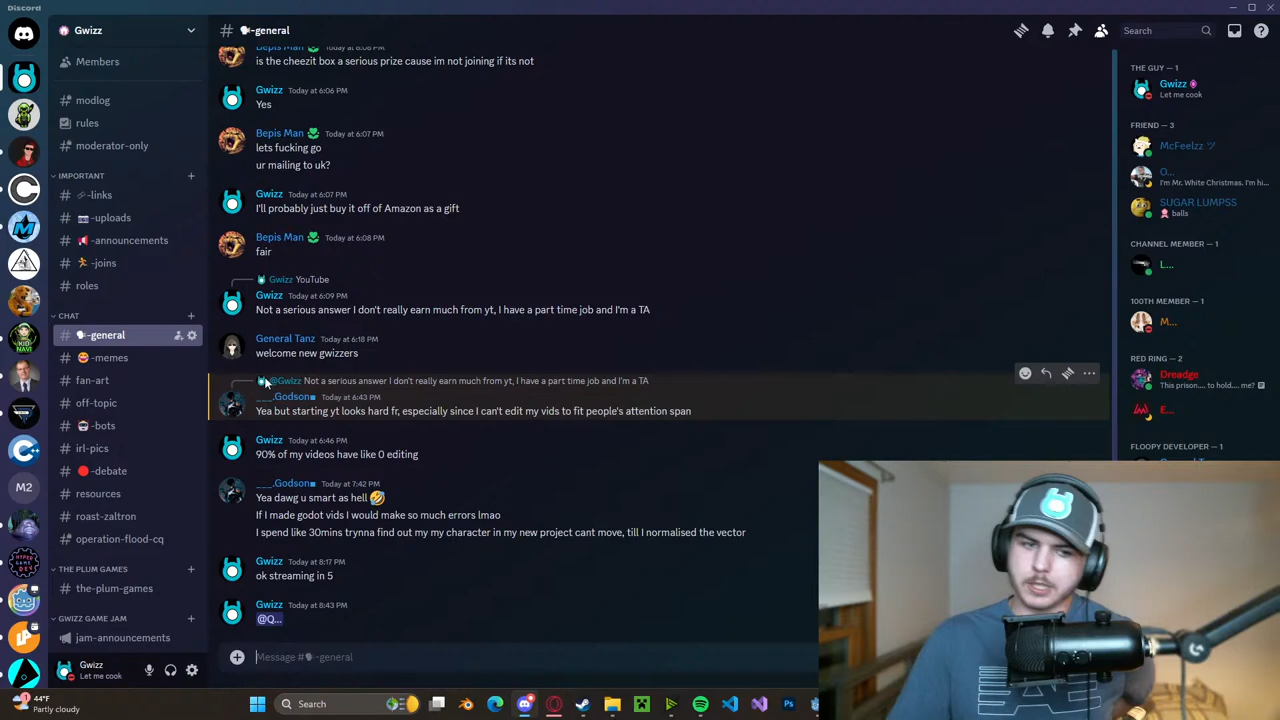 Discord
Gwizz
Members
modlog
rules
moderator-only
IMPORTANT
-links
-uploads
-announcements
-joins
roles
CHAT
-general
-memes
fan-art
off-topic
-bots
irl-pics
-debate
resources
roast-zaltron
operation-flood-cq
THE PLUM GAMES
the-plum-games
GWIZZ GAME JAM
jam-announcements
Gwizz
Let me cook
M2
-general
Search
Bepis Man Today at 6:06 PM
is the cheezit box a serious prize cause im not joining if its not
Gwizz Today at 6:06 PM
Yes
Bepis Man Today at 6:07 PM
lets fucking go
ur mailing to uk?
Gwizz Today at 6:07 PM
I'll probably just buy it off of Amazon as a gift
Bepis Man Today at 6:08 PM
fair
Gwizz YouTube
Gwizz Today at 6:09 PM
Not a serious answer I don't really earn much from yt, I have a part time job and I'm a TA
General Tanz Today at 6:18 PM
welcome new gwizzers
@Gwizz Not a serious answer I don't really earn much from yt, I have a part time job and I'm a TA
___.Godson Today at 6:43 PM
Yea but starting yt looks hard fr, especially since I can't edit my vids to fit people's attention span
Gwizz Today at 6:46 PM
90% of my videos have like 0 editing
___.Godson Today at 7:42 PM
Yea dawg u smart as hell 🤣
If I made godot vids I would make so much errors lmao
I spend like 30mins trynna find out my my character in my new project cant move, till I normalised the vector
Gwizz Today at 8:17 PM
ok streaming in 5
Gwizz Today at 8:43 PM
@Q...
Message #-general
THE GUY — 1
Gwizz
Let me cook
FRIEND — 3
McFeelzz ツ
O...
I'm Mr. White Christmas. I'm hi...
SUGAR LUMPSS
balls
CHANNEL MEMBER — 1
L...
100TH MEMBER — 1
M...
RED RING — 2
Dreadge
This prison.... to hold.... me?
E...
FLOOPY DEVELOPER — 1
44°F
Partly cloudy
Search